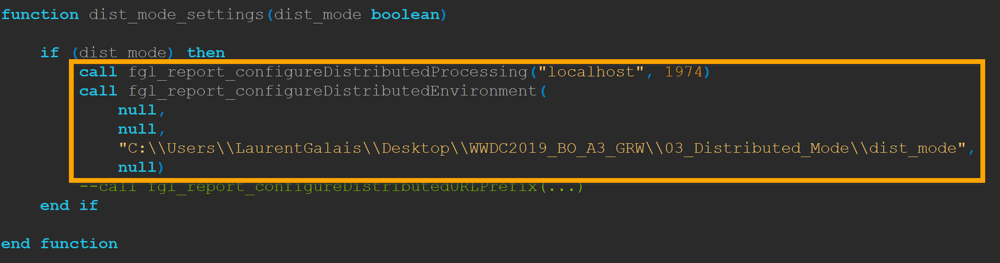 function dist_mode_settings(dist_mode boolean)
if (dist_mode) then
call fgl_report_configureDistributedProcessing("localhost", 1974)
call fgl_report_configureDistributedEnvironment(
null,
null,
"C:\\Users\\LaurentGalais\\Desktop\\WWDC2019_BO_A3_GRW\\03_Distributed_Mode\\dist_mode",
null)
--call fgl_report_configureDistributedURLPrefix(...)
end if
end function